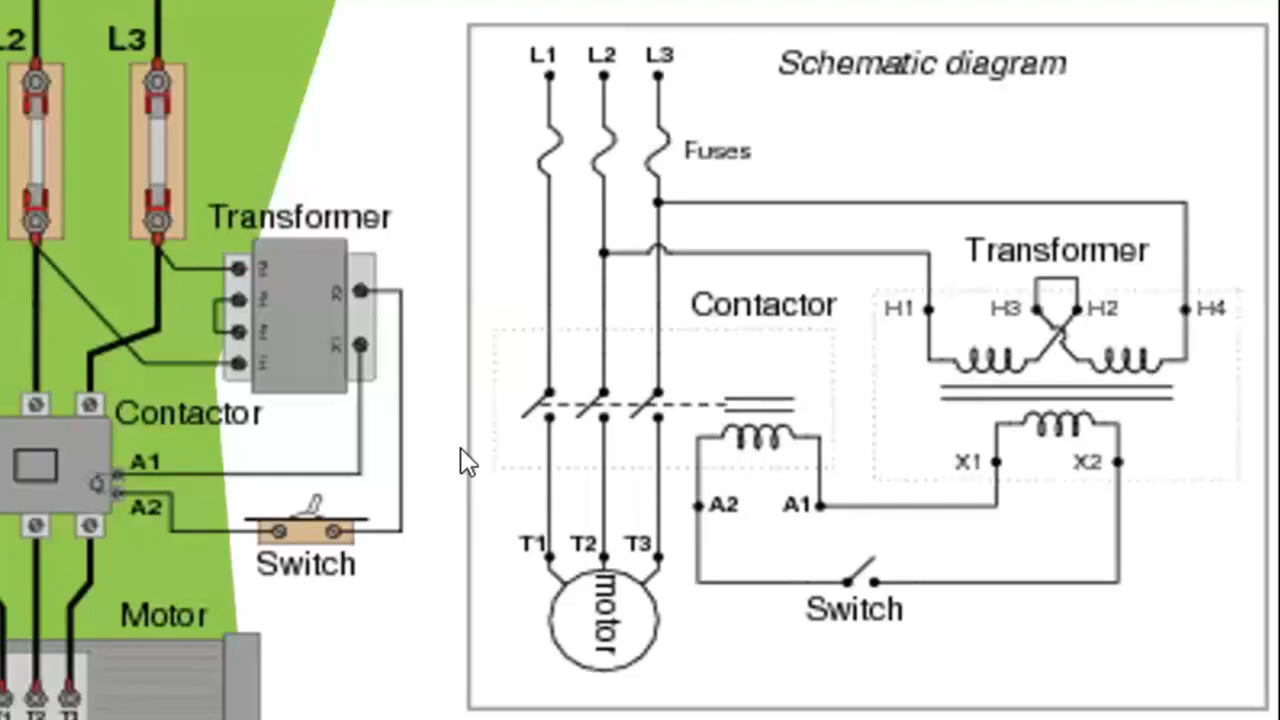 L2
L3
Transformer
Contactor
A1
A2
Switch
Motor
Schematic diagram
L1
L2
L3
Fuses
Transformer
Contactor
H1
H3
H2
H4
X1
X2
A2
A1
T1
T2
T3
motor
Switch